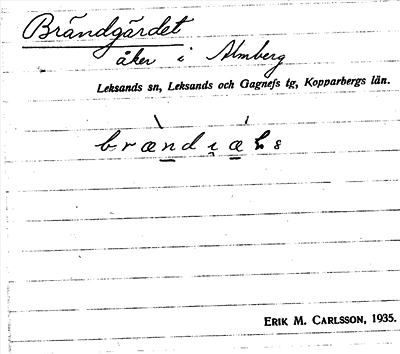 Brändgärdet
åker i Almberg
Leksands sn, Leksands och Gagnefs tg, Kopparbergs län.
ERIK M. CARLSSON, 1935.